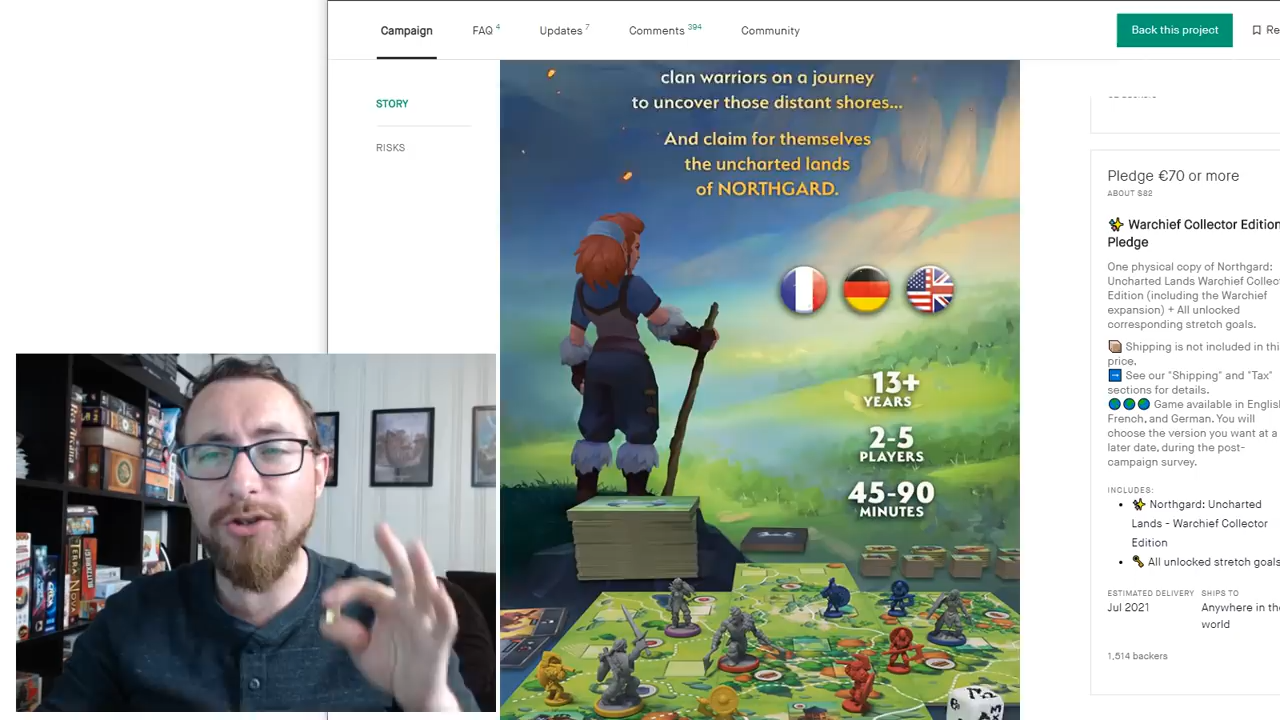 Campaign
FAQ 4
Updates 7
Comments 394
Community
Back this project
Re
STORY
RISKS
clan warriors on a journey
to uncover those distant shores...
And claim for themselves
the uncharted lands
of NORTHGARD.
13+
YEARS
2-5
PLAYERS
45-90
MINUTES
Pledge €70 or more
ABOUT $82
Warchief Collector Edition
Pledge
One physical copy of Northgard:
Uncharted Lands Warchief Collec
Edition (including the Warchief
expansion) + All unlocked
corresponding stretch goals.
Shipping is not included in thi
price.
See our "Shipping" and "Tax"
sections for details.
Game available in English
French, and German. You will
choose the version you want at a
later date, during the post-
campaign survey.
INCLUDES:
Northgard: Uncharted
Lands - Warchief Collector
Edition
All unlocked stretch goals
ESTIMATED DELIVERY
Jul 2021
SHIPS TO
Anywhere in the
world
1,514 backers
TERRA NOVA
BLITZKRIEG